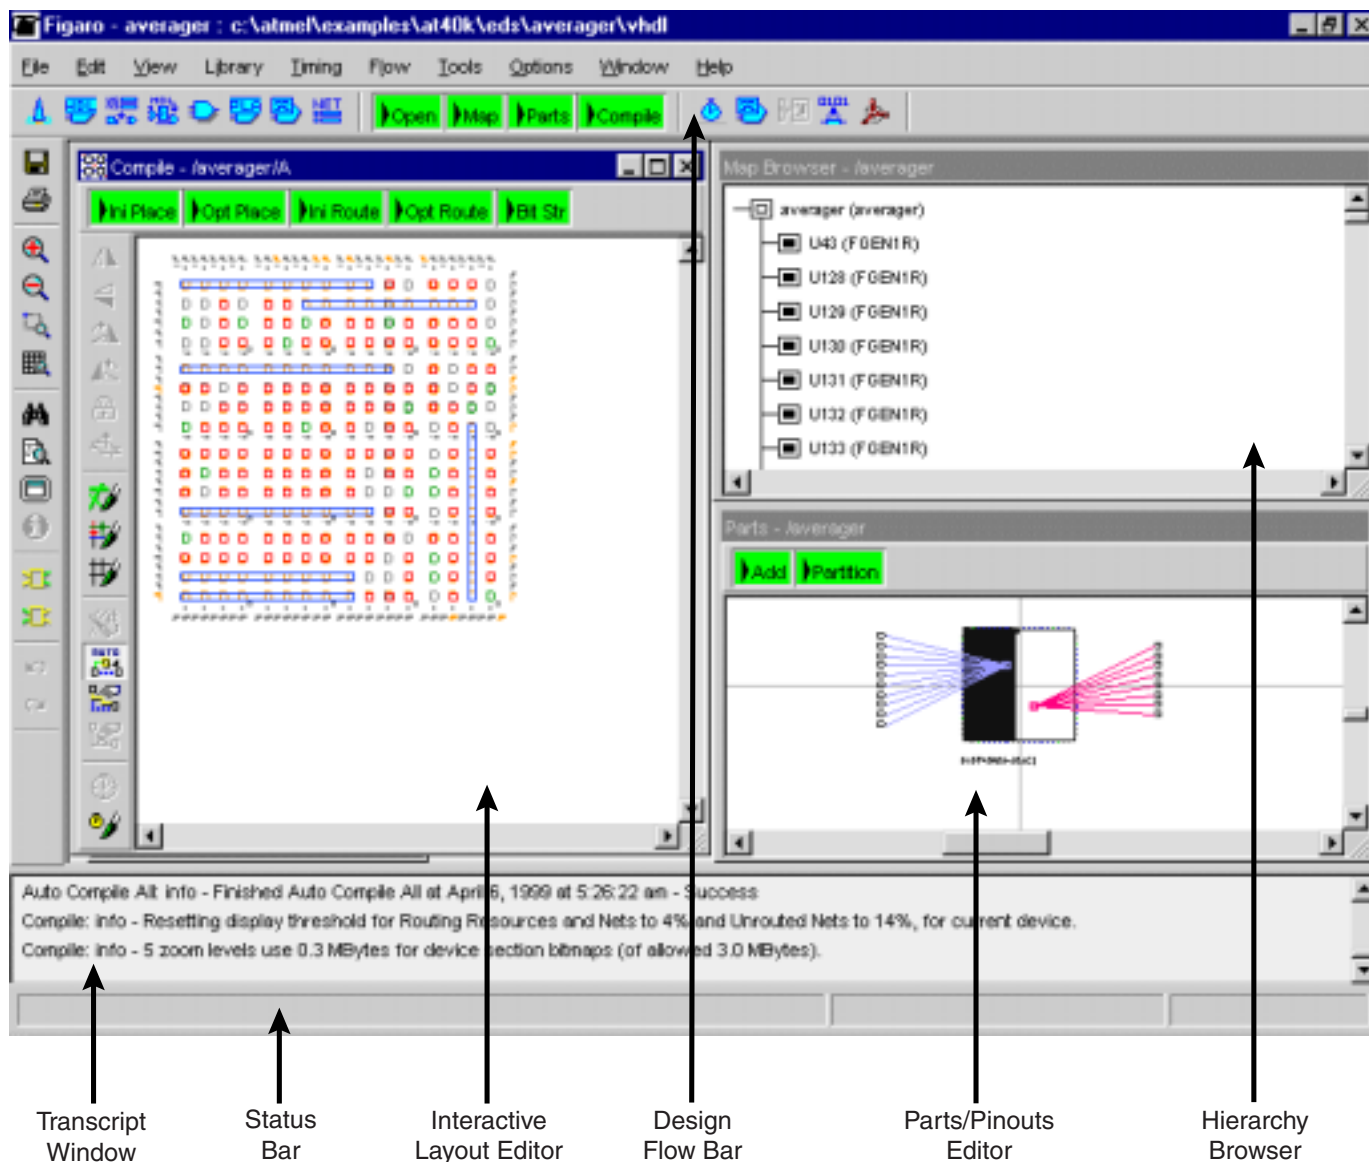 Figaro - averager : c:\atmel\examples\at40k\eds\averager\vhdl
File Edit View Library Timing Flow Tools Options Window Help
Open Map Parts Compile
Compile - /averager/A
Ini Place Opt Place Ini Route Opt Route Bit Str
Map Browser - /averager
averager (averager)
U43 (FGEN1R)
U128 (FGEN1R)
U129 (FGEN1R)
U130 (FGEN1R)
U131 (FGEN1R)
U132 (FGEN1R)
U133 (FGEN1R)
Parts - /averager
Add Partition
Auto Compile All: info - Finished Auto Compile All at April 6, 1999 at 5:26:22 am - Success
Compile: info - Resetting display threshold for Routing Resources and Nets to 4% and Unrouted Nets to 14%, for current device.
Compile: info - 5 zoom levels use 0.3 MBytes for device section bitmaps (of allowed 3.0 MBytes).
Transcript
Window
Status
Bar
Interactive
Layout Editor
Design
Flow Bar
Parts/Pinouts
Editor
Hierarchy
Browser